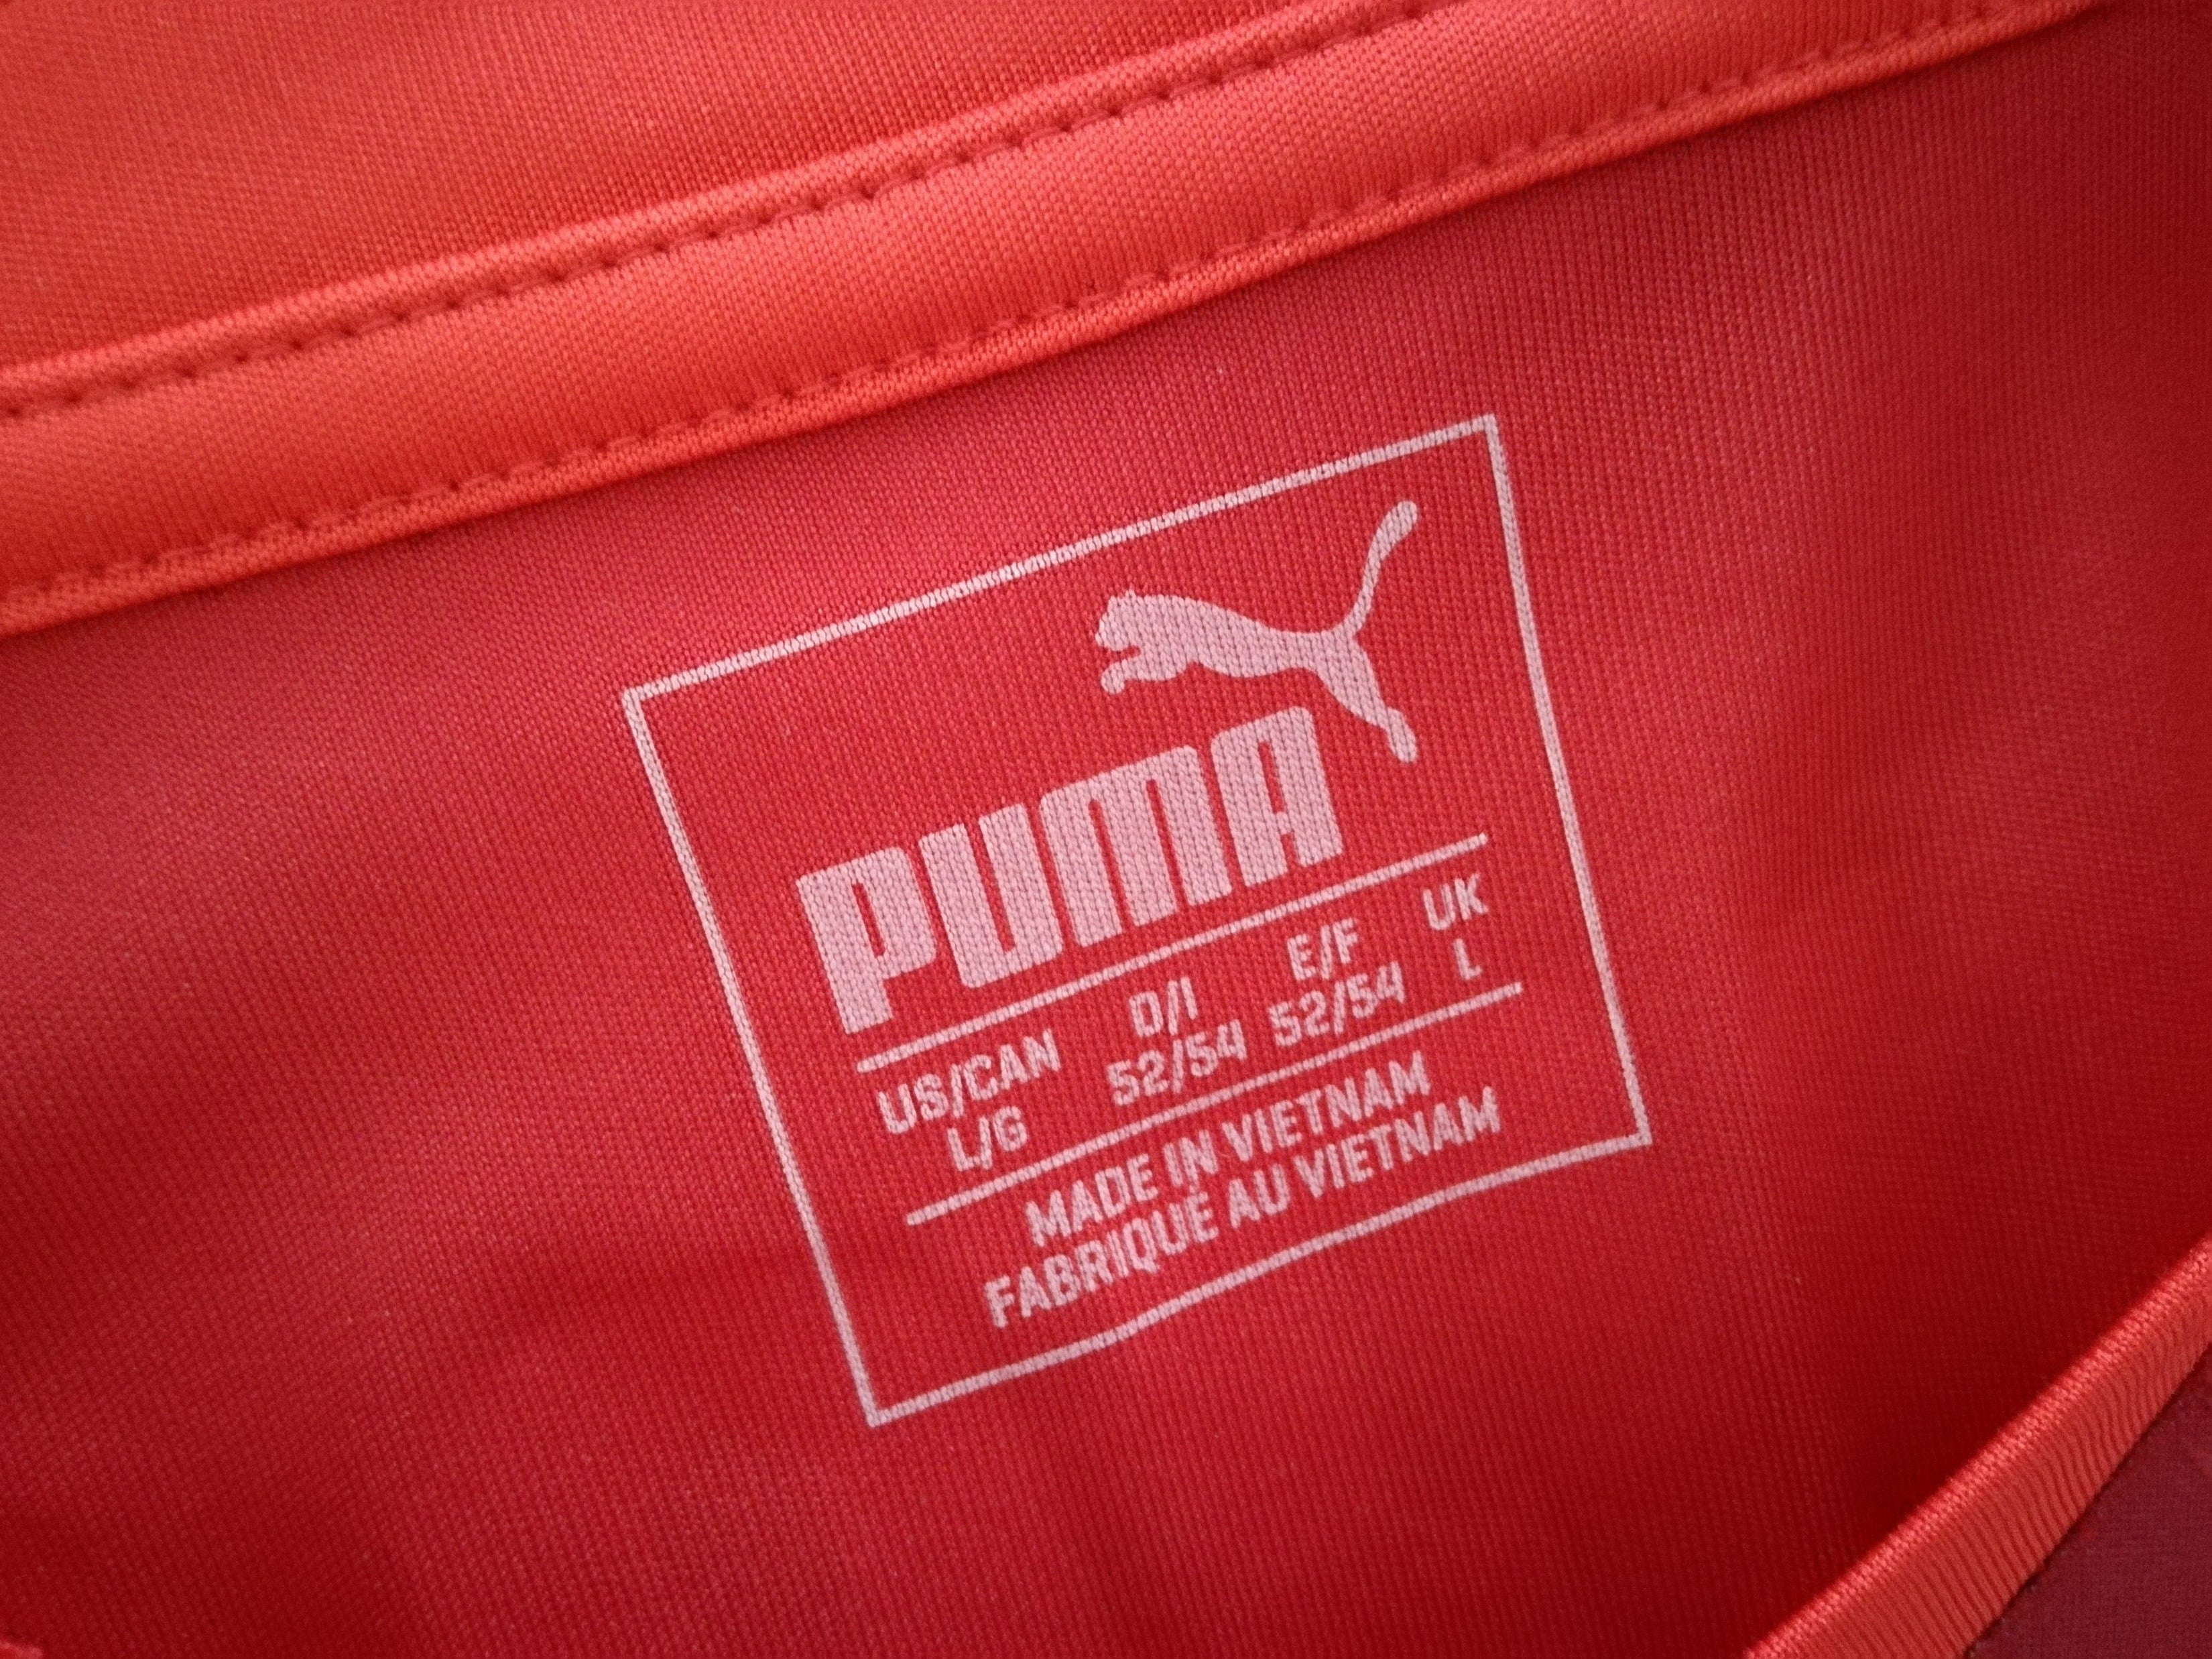 PUMA
US/CAN D/I E/F UK
L/G 52/54 52/54 L
MADE IN VIETNAM
FABRIQUÉ AU VIETNAM